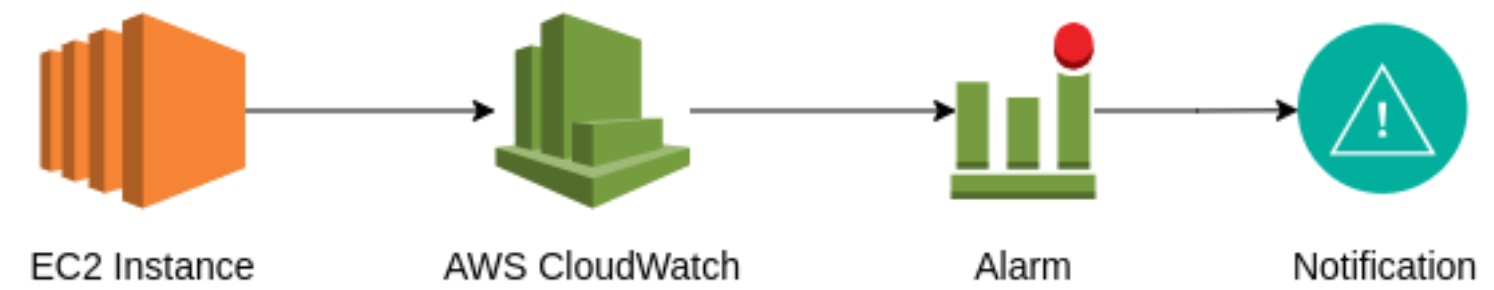 EC2 Instance
AWS CloudWatch
Alarm
Notification